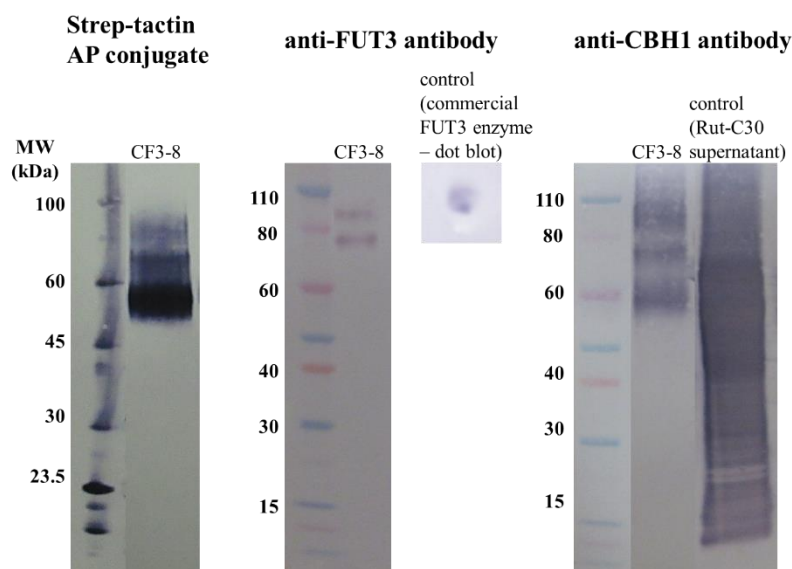 Strep-tactin
AP conjugate
MW
(kDa)
CF3-8
100
60
45
30
23.5
anti-FUT3 antibody
control
(commercial
FUT3 enzyme
– dot blot)
CF3-8
110
80
60
40
30
15
anti-CBH1 antibody
control
(Rut-C30
supernatant)
CF3-8
110
80
60
40
30
15